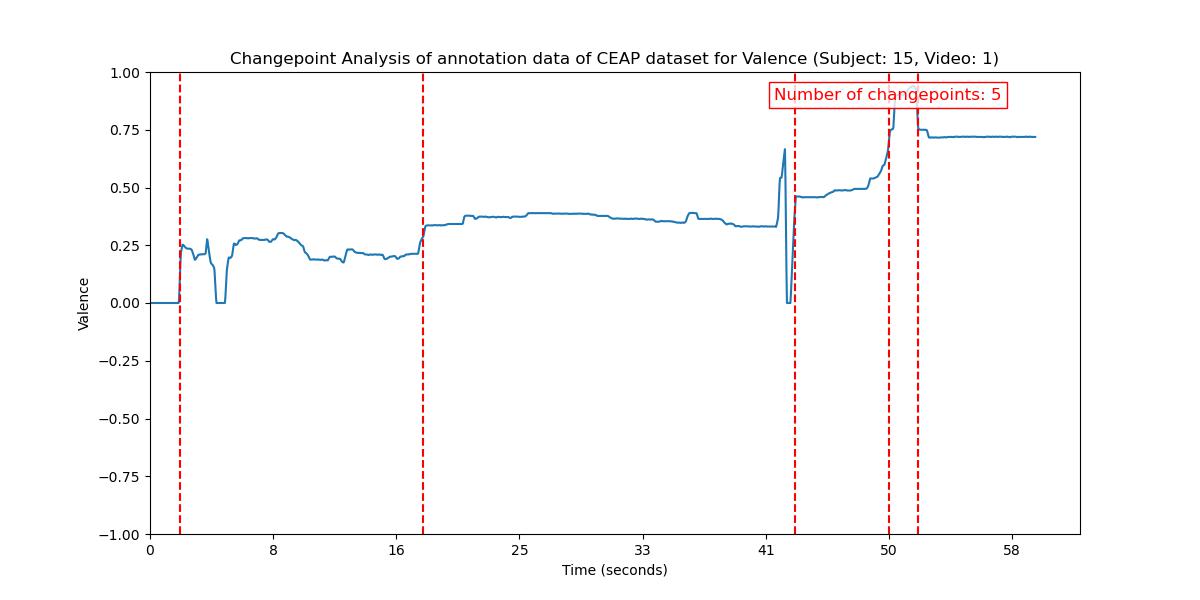 Changepoint Analysis of annotation data of CEAP dataset for Valence (Subject: 15, Video: 1)
Number of changepoints: 5
Valence
1.00
0.75
0.50
0.25
0.00
−0.25
−0.50
−0.75
−1.00
0 8 16 25 33 41 50 58
Time (seconds)